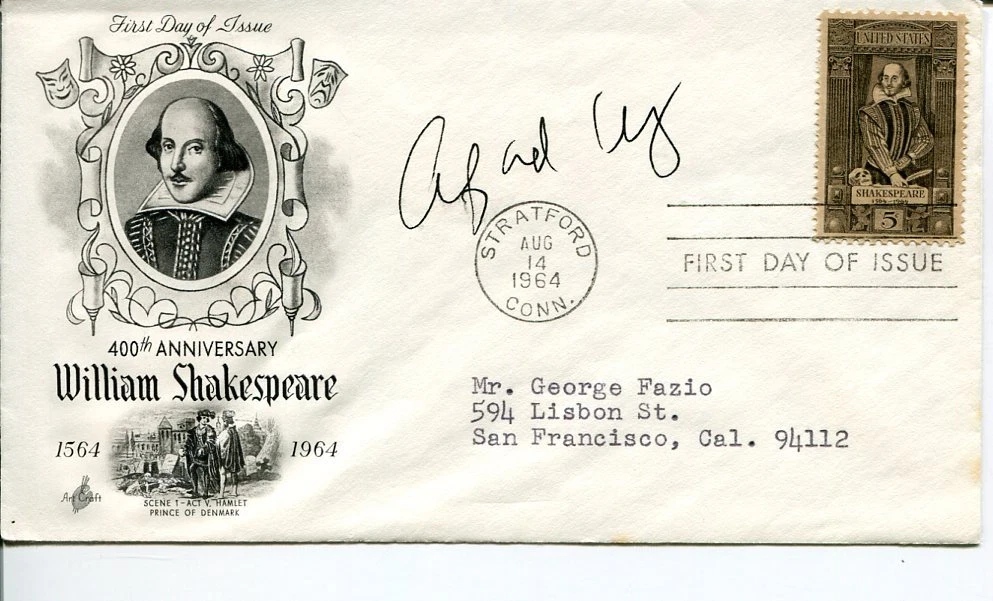 First Day of Issue
UNITED STATES
SHAKESPEARE
1564-1964
5
STRATFORD
AUG
14
1964
CONN.
FIRST DAY OF ISSUE
400th ANNIVERSARY
William Shakespeare
1564 1964
Art Craft
SCENE 1-ACT V, HAMLET
PRINCE OF DENMARK
Mr. George Fazio
594 Lisbon St.
San Francisco, Cal. 94112